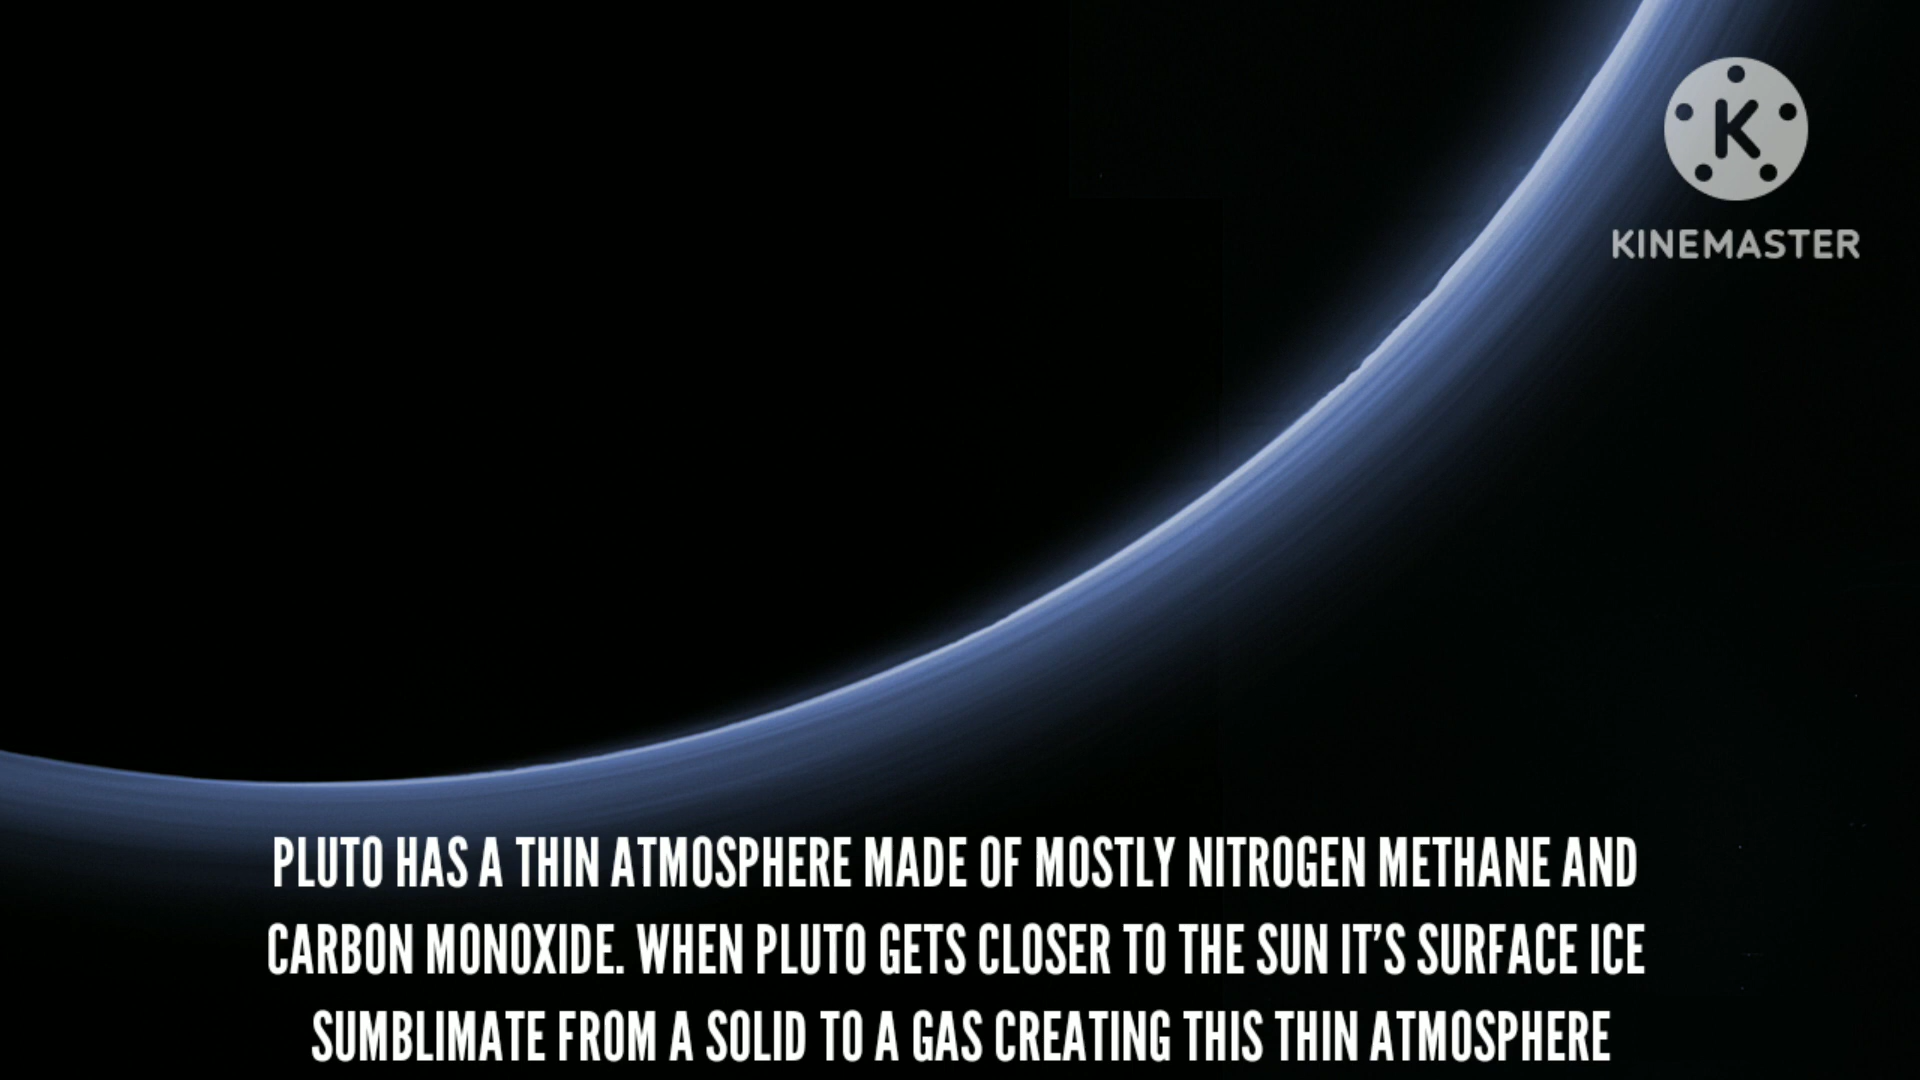 K
KINEMASTER
PLUTO HAS A THIN ATMOSPHERE MADE OF MOSTLY NITROGEN METHANE AND
CARBON MONOXIDE. WHEN PLUTO GETS CLOSER TO THE SUN IT'S SURFACE ICE
SUMBLIMATE FROM A SOLID TO A GAS CREATING THIS THIN ATMOSPHERE